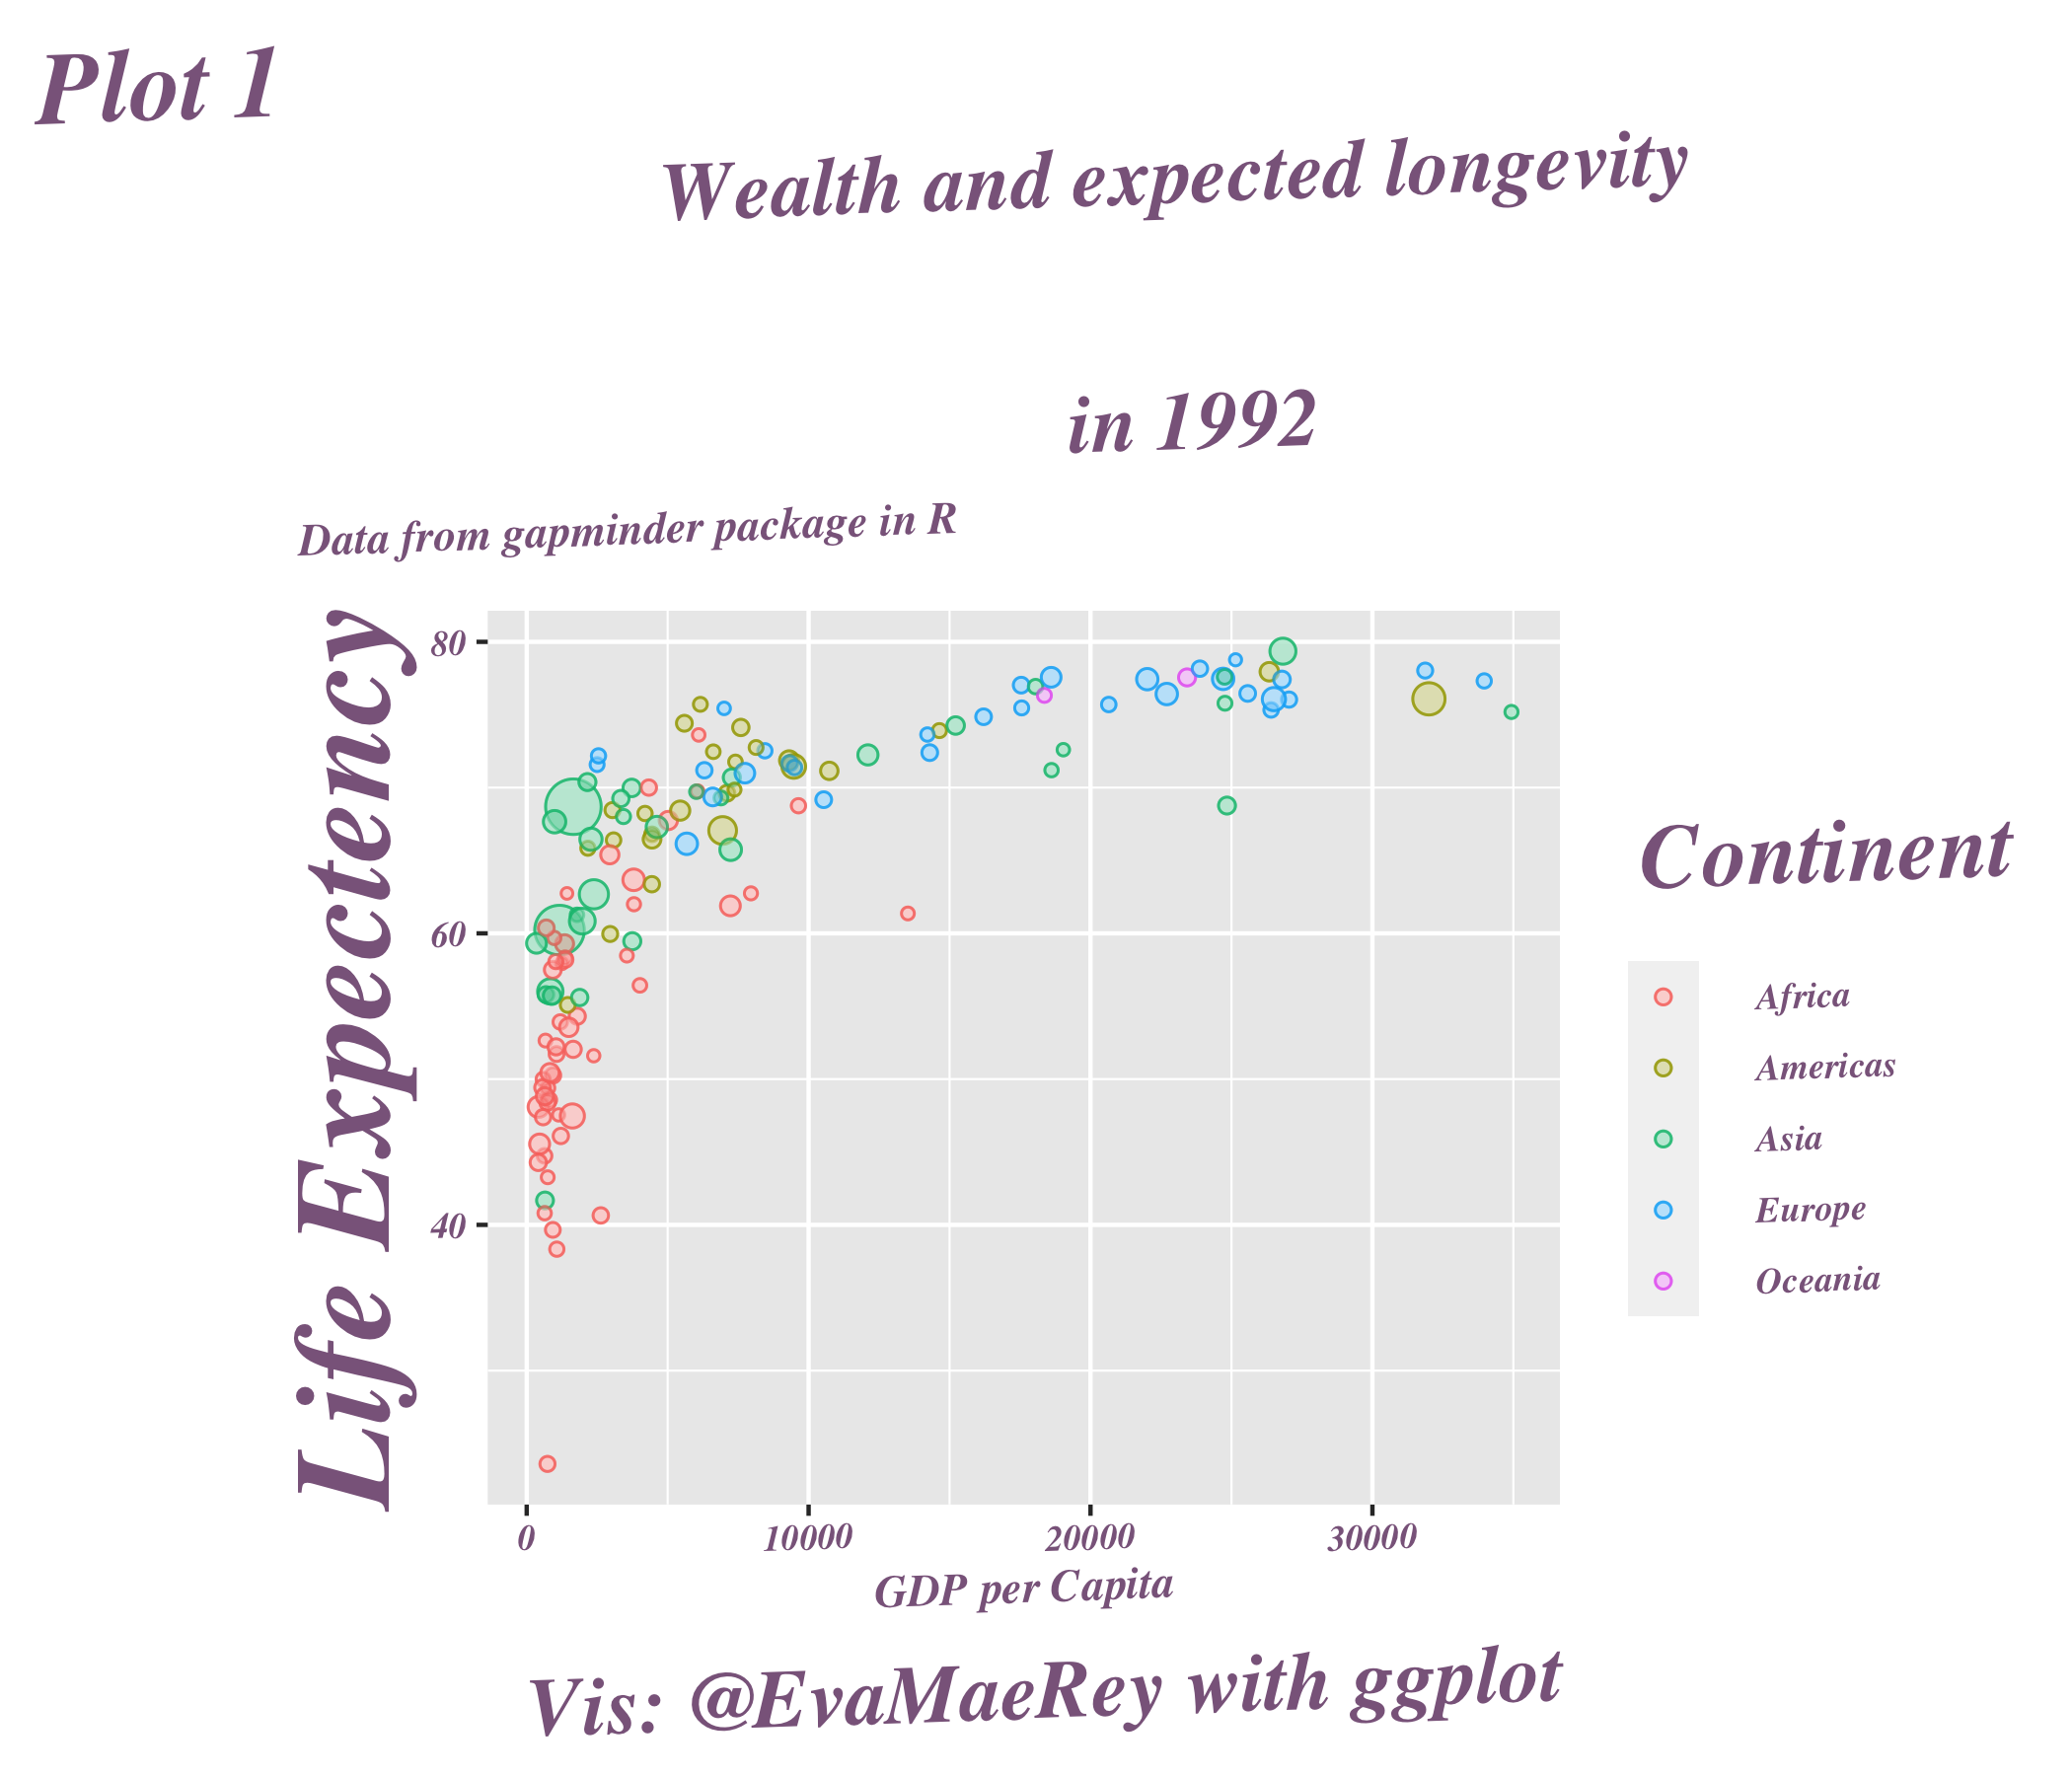 Plot 1
Wealth and expected longevity
in 1992
Data from gapminder package in R
Life Expectency
80
60
40
0
10000
20000
30000
GDP per Capita
Continent
Africa
Americas
Asia
Europe
Oceania
Vis: @EvaMaeRey with ggplot